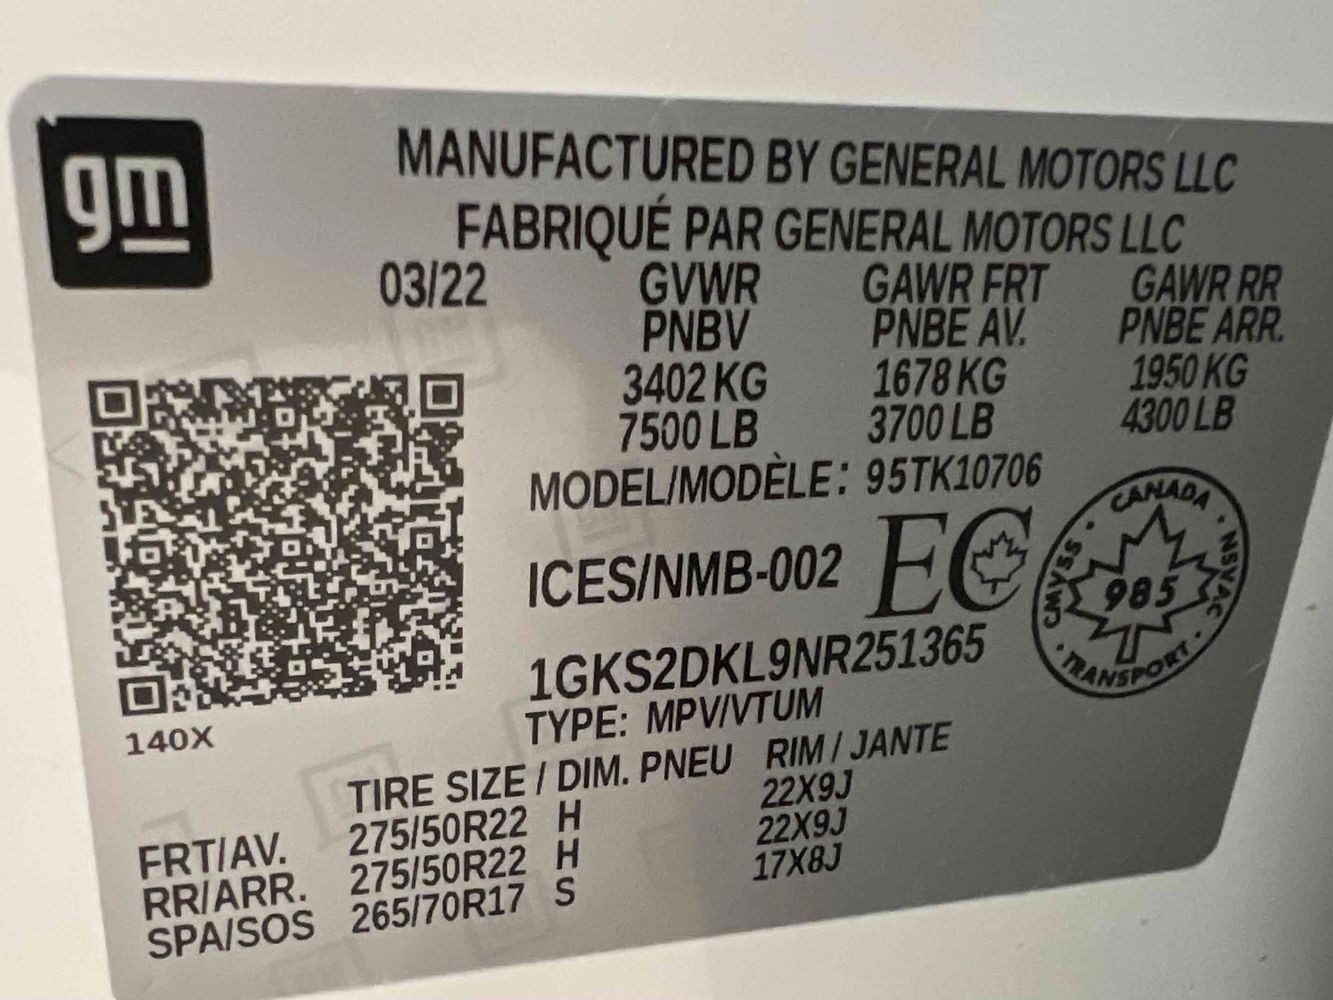 gm
MANUFACTURED BY GENERAL MOTORS LLC
FABRIQUÉ PAR GENERAL MOTORS LLC
03/22 GVWR GAWR FRT GAWR RR
PNBV PNBE AV. PNBE ARR.
3402 KG 1678 KG 1950 KG
7500 LB 3700 LB 4300 LB
MODEL/MODÈLE: 95TK10706
ICES/NMB-002 EC
CANADA · NSVAC · TRANSPORT · CMVSS ·
985
1GKS2DKL9NR251365
TYPE: MPV/VTUM
140X
TIRE SIZE / DIM. PNEU RIM / JANTE
FRT/AV. 275/50R22 H 22X9J
RR/ARR. 275/50R22 H 22X9J
SPA/SOS 265/70R17 S 17X8J